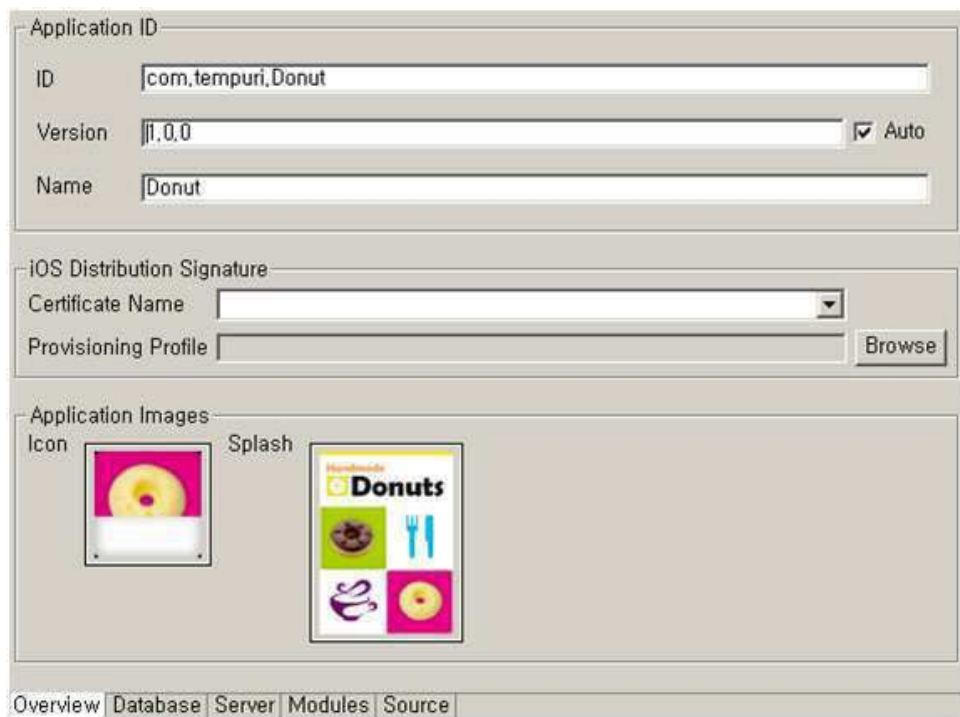 Application ID
ID com,tempuri,Donut
Version 1,0,0 Auto
Name Donut
iOS Distribution Signature
Certificate Name
Provisioning Profile Browse
Application Images
Icon Splash
Handmade
Donuts
Overview Database Server Modules Source